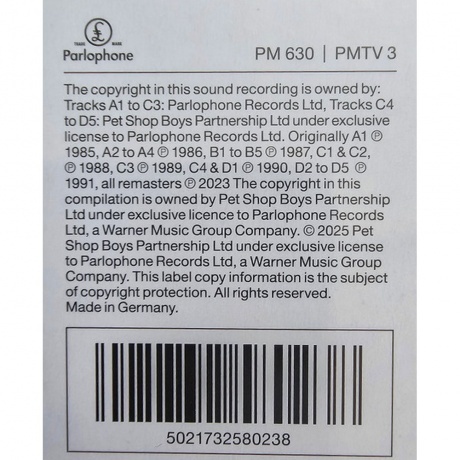 £
TRADE MARK
Parlophone
PM 630 | PMTV 3
The copyright in this sound recording is owned by:
Tracks A1 to C3: Parlophone Records Ltd, Tracks C4
to D5: Pet Shop Boys Partnership Ltd under exclusive
license to Parlophone Records Ltd. Originally A1 ℗
1985, A2 to A4 ℗ 1986, B1 to B5 ℗ 1987, C1 & C2,
℗ 1988, C3 ℗ 1989, C4 & D1 ℗ 1990, D2 to D5 ℗
1991, all remasters ℗ 2023 The copyright in this
compilation is owned by Pet Shop Boys Partnership
Ltd under exclusive licence to Parlophone Records
Ltd, a Warner Music Group Company. © 2025 Pet
Shop Boys Partnership Ltd under exclusive license
to Parlophone Records Ltd, a Warner Music Group
Company. This label copy information is the subject
of copyright protection. All rights reserved.
Made in Germany.
5021732580238